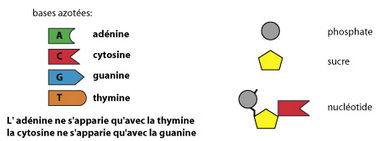 bases azotées:
A adénine
C cytosine
G guanine
T thymine
L' adénine ne s'apparie qu'avec la thymine
la cytosine ne s'apparie qu'avec la guanine
phosphate
sucre
nucléotide